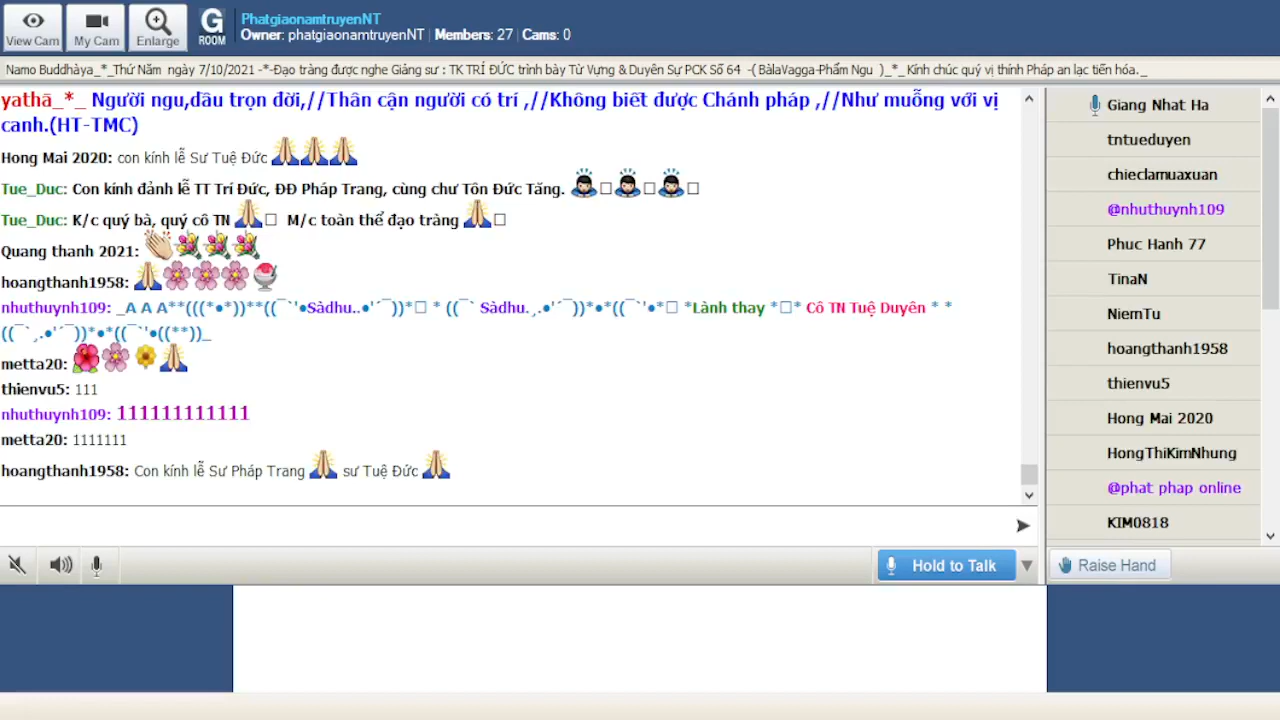 View Cam
My Cam
Enlarge
G ROOM
PhatgiaonamtruyenNT
Owner: phatgiaonamtruyenNT | Members: 27 | Cams: 0
Namo Buddhàya_*_Thứ Năm ngày 7/10/2021 -*-Đạo tràng được nghe Giảng sư : TK TRÍ ĐỨC trình bày Từ Vựng & Duyên Sự PCK Số 64 -( BàlaVagga-Phẩm Ngu )_*_ Kính chúc quý vị thính Pháp an lạc tiến hóa._
yathā_*_ Người ngu,dầu trọn đời,//Thân cận người có trí ,//Không biết được Chánh pháp ,//Như muỗng với vị
canh.(HT-TMC)
Hong Mai 2020: con kính lễ Sư Tuệ Đức
Tue_Duc: Con kính đảnh lễ TT Trí Đức, ĐĐ Pháp Trang, cùng chư Tôn Đức Tăng.
Tue_Duc: K/c quý bà, quý cô TN M/c toàn thể đạo tràng
Quang thanh 2021:
hoangthanh1958:
nhuthuynh109: _A A A**(((*•*))**((¯`'•Sàdhu..•'´¯))*□ * ((¯` Sàdhu.¸.•'´¯))*•*((¯`'•*□ *Lành thay *□* Cô TN Tuệ Duyên * *
((¯`¸.•'´¯))*•*((¯`'•((**))_
metta20:
thienvu5: 111
nhuthuynh109: 111111111111
metta20: 1111111
hoangthanh1958: Con kính lễ Sư Pháp Trang sư Tuệ Đức
Hold to Talk
Giang Nhat Ha
tntueduyen
chieclamuaxuan
@nhuthuynh109
Phuc Hanh 77
TinaN
NiemTu
hoangthanh1958
thienvu5
Hong Mai 2020
HongThiKimNhung
@phat phap online
KIM0818
Raise Hand